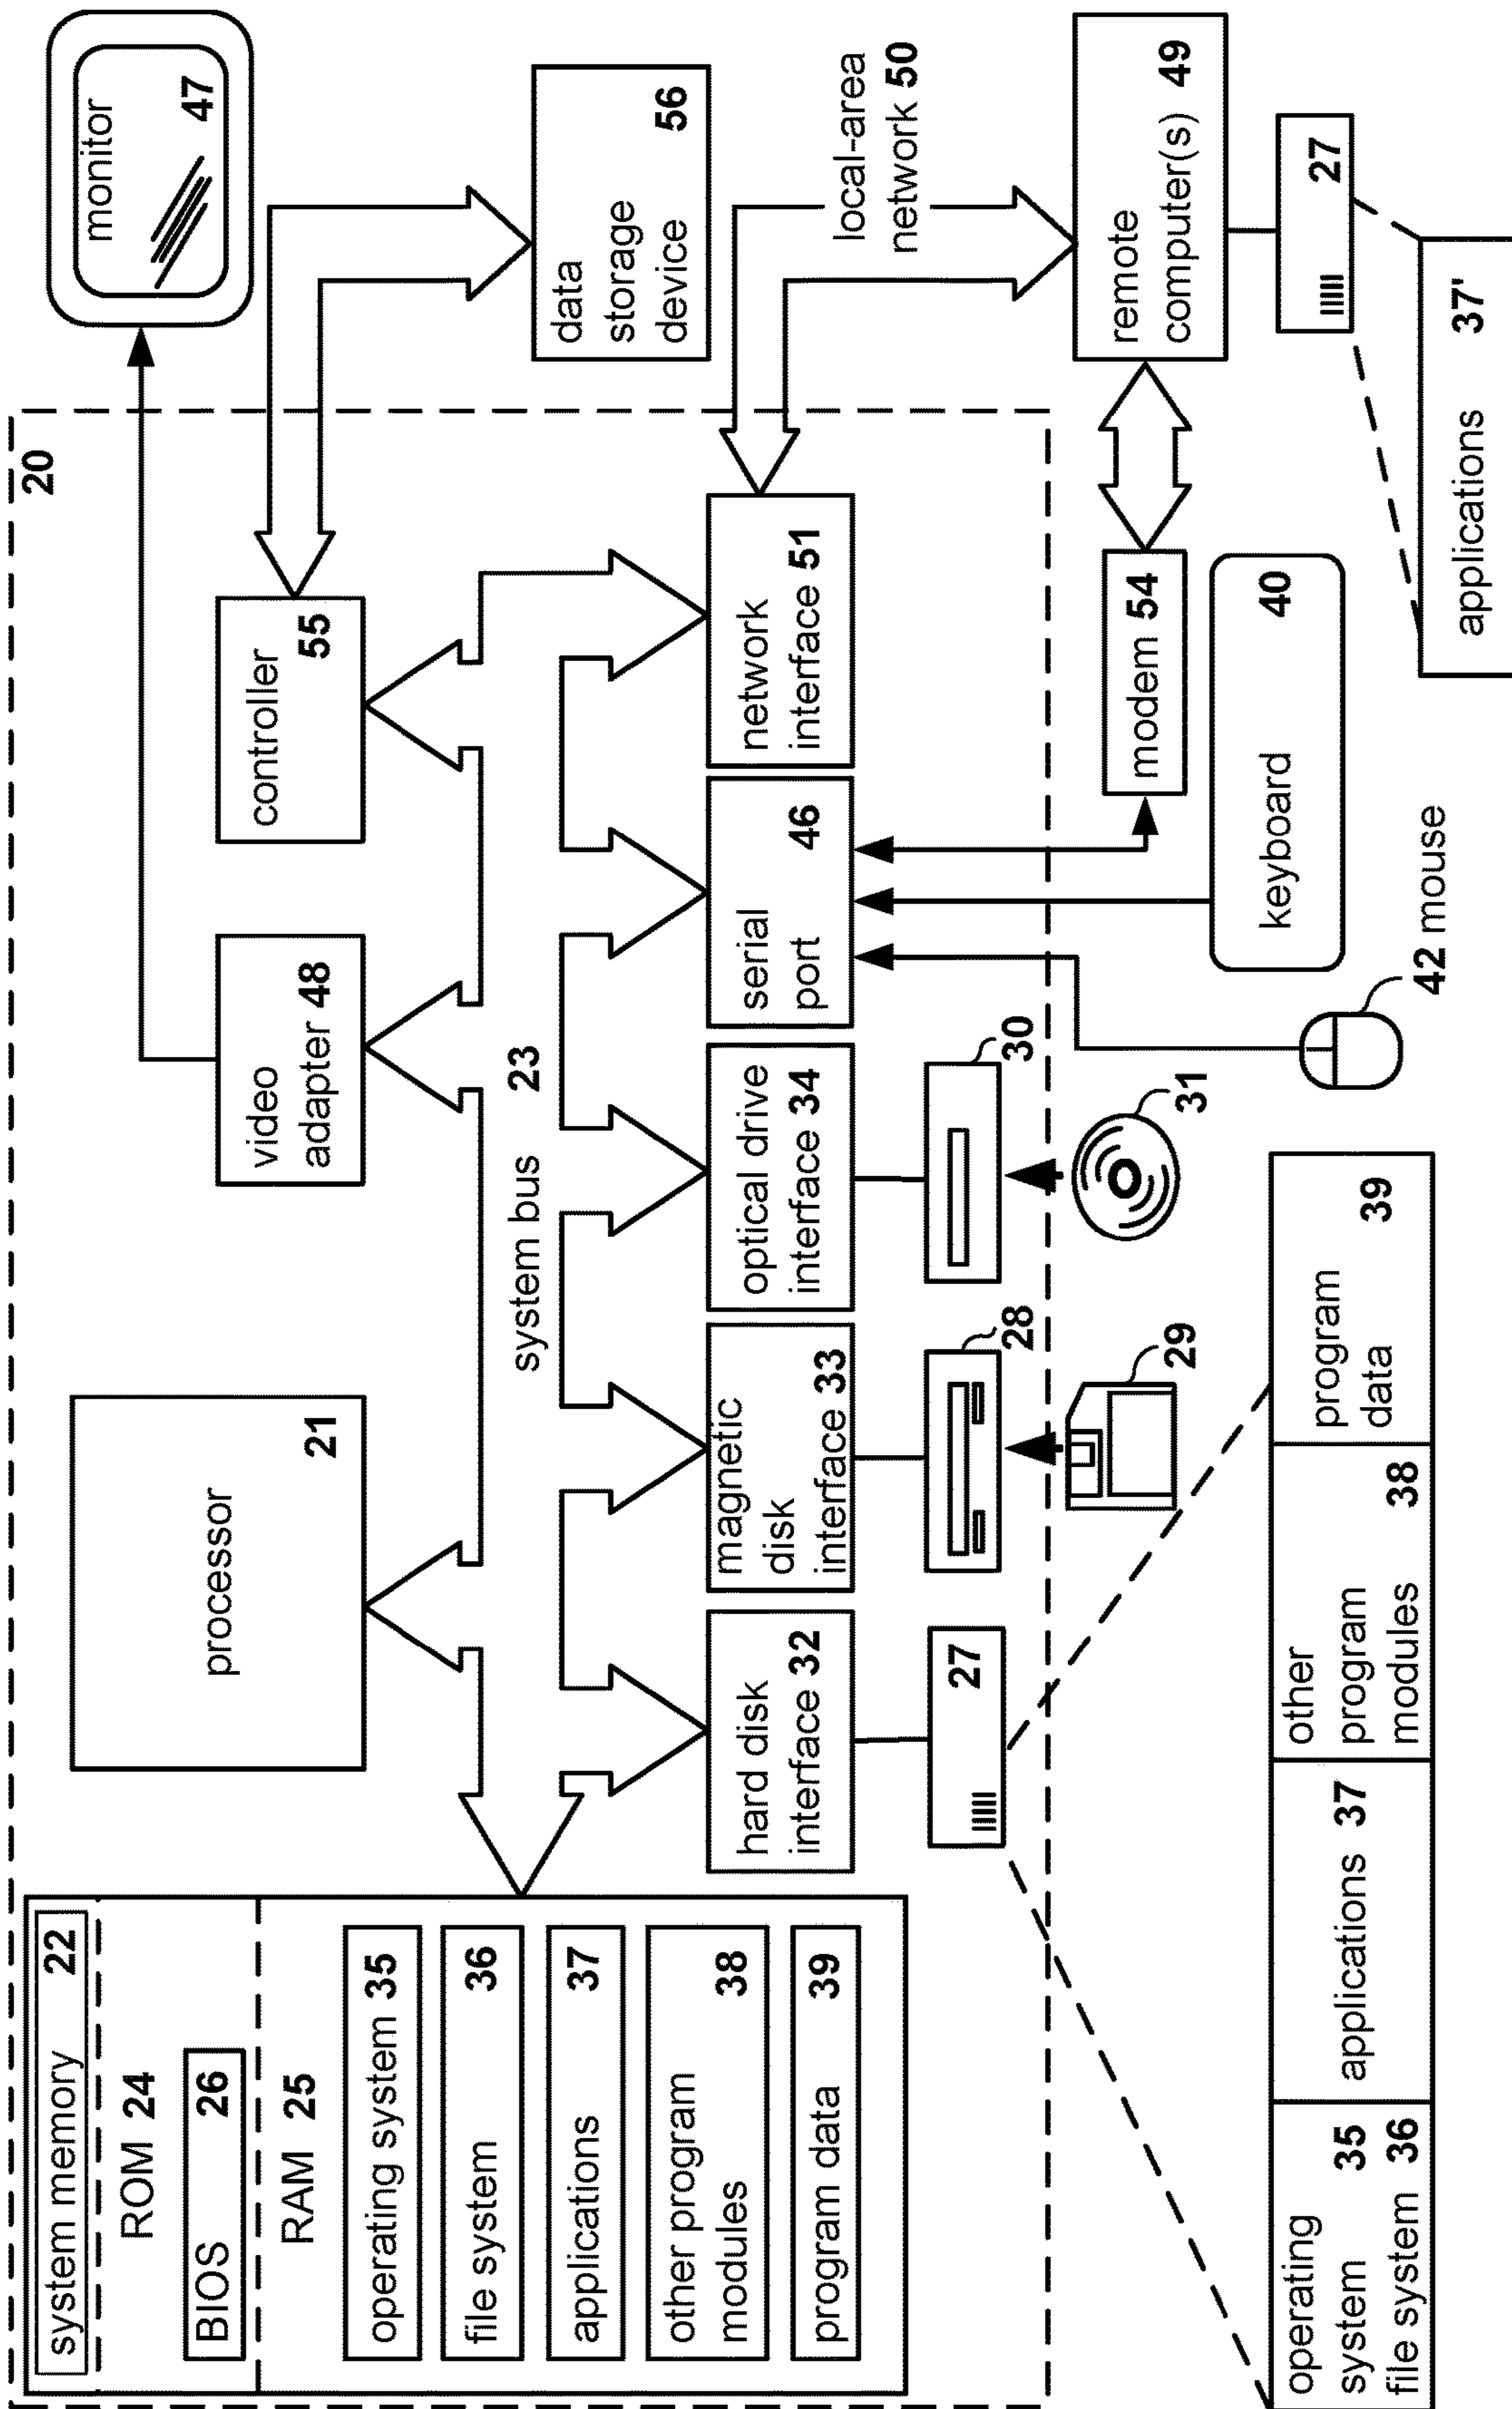 20
system memory 22
ROM 24
BIOS 26
RAM 25
operating system 35
file system 36
applications 37
other program
modules 38
program data 39
processor
21
video
adapter 48
controller
55
monitor
47
system bus 23
data
storage
device 56
hard disk
interface 32
magnetic
disk
interface 33
optical drive
interface 34
serial
port 46
network
interface 51
local-area
network 50
27
28
30
29
31
modem 54
remote
computer(s) 49
27
keyboard 40
42 mouse
operating
system 35
file system 36
applications 37
other
program
modules 38
program
data 39
applications 37'